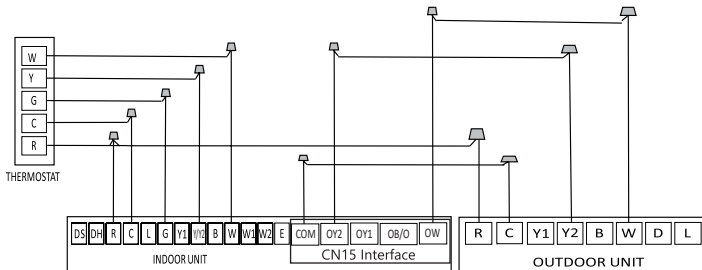 W
Y
G
C
R
THERMOSTAT
DS DH R C L G Y1 Y/Y2 B W W1 W2 E COM OY2 OY1 OB/O OW
INDOOR UNIT
CN15 Interface
R C Y1 Y2 B W D L
OUTDOOR UNIT